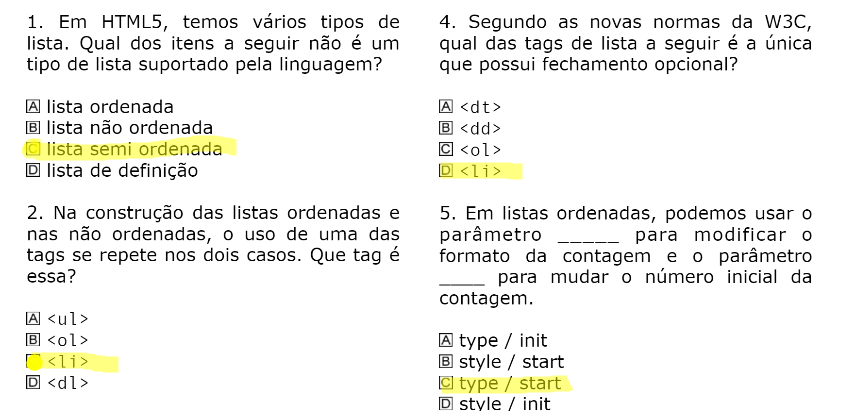 1. Em HTML5, temos vários tipos de
lista. Qual dos itens a seguir não é um
tipo de lista suportado pela linguagem?
A lista ordenada
B lista não ordenada
C lista semi ordenada
D lista de definição
2. Na construção das listas ordenadas e
nas não ordenadas, o uso de uma das
tags se repete nos dois casos. Que tag é
essa?
A <ul>
B <ol>
<li>
D <dl>
4. Segundo as novas normas da W3C,
qual das tags de lista a seguir é a única
que possui fechamento opcional?
A <dt>
B <dd>
C <ol>
D <li>
5. Em listas ordenadas, podemos usar o
parâmetro _____ para modificar o
formato da contagem e o parâmetro
____ para mudar o número inicial da
contagem.
A type / init
B style / start
C type / start
D style / init